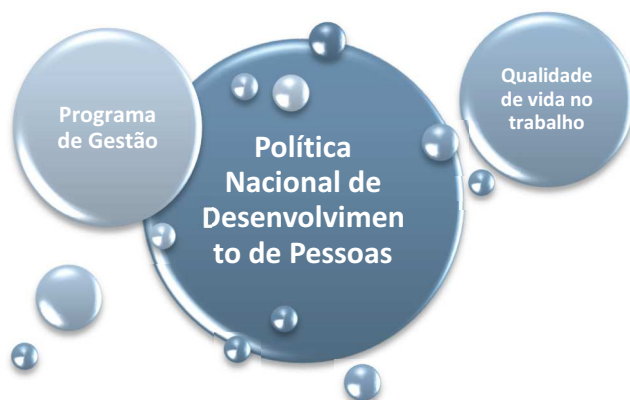 Programa
de Gestão
Política
Nacional de
Desenvolvimen
to de Pessoas
Qualidade
de vida no
trabalho